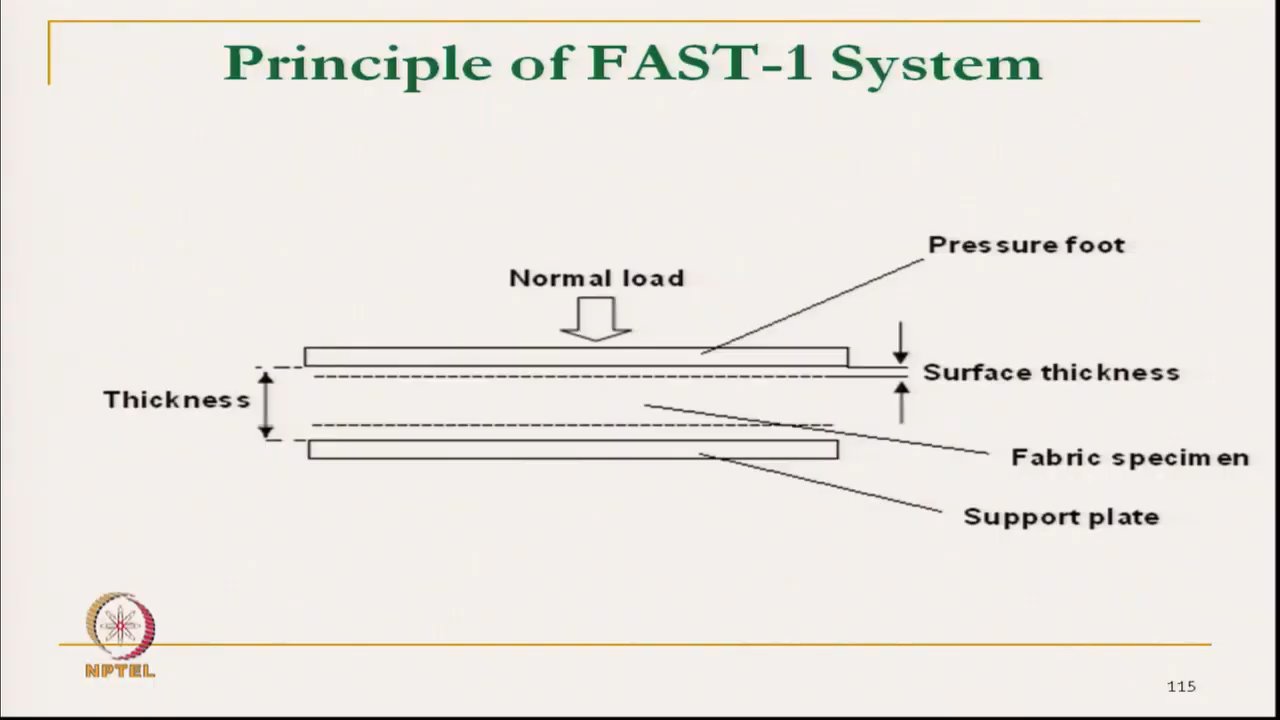 Principle of FAST-1 System
Pressure foot
Normal load
Surface thickness
Thickness
Fabric specimen
Support plate
NPTEL
115